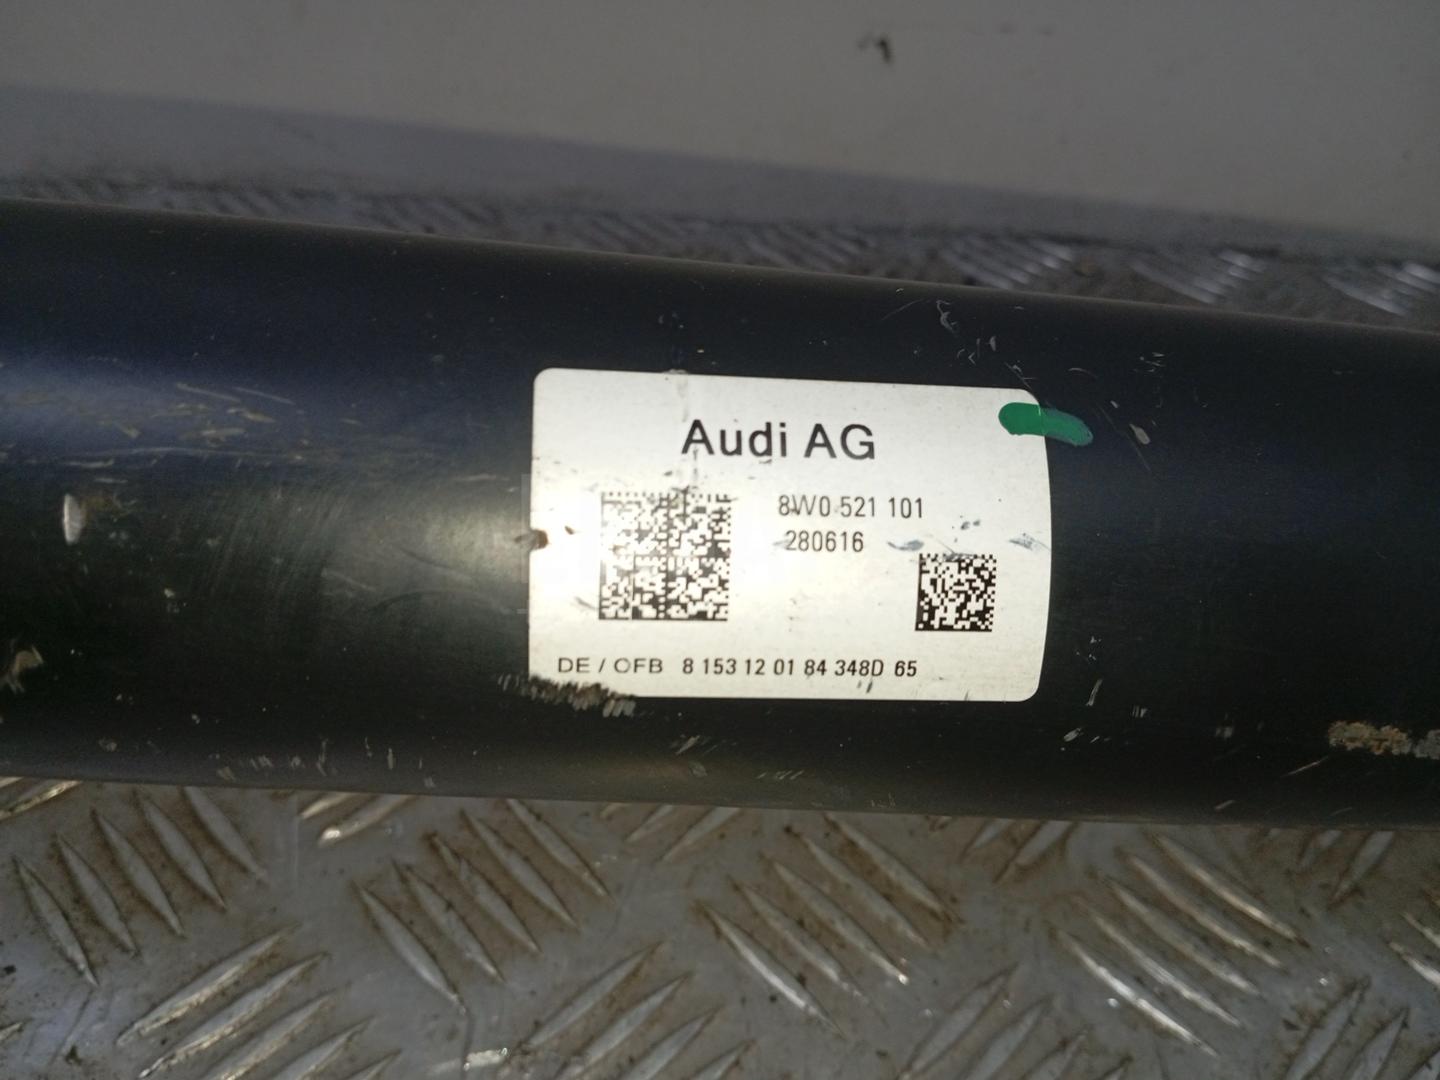 Audi AG
8W0 521 101
280616
DE / OFB 8 153 12 01 84 348D 65